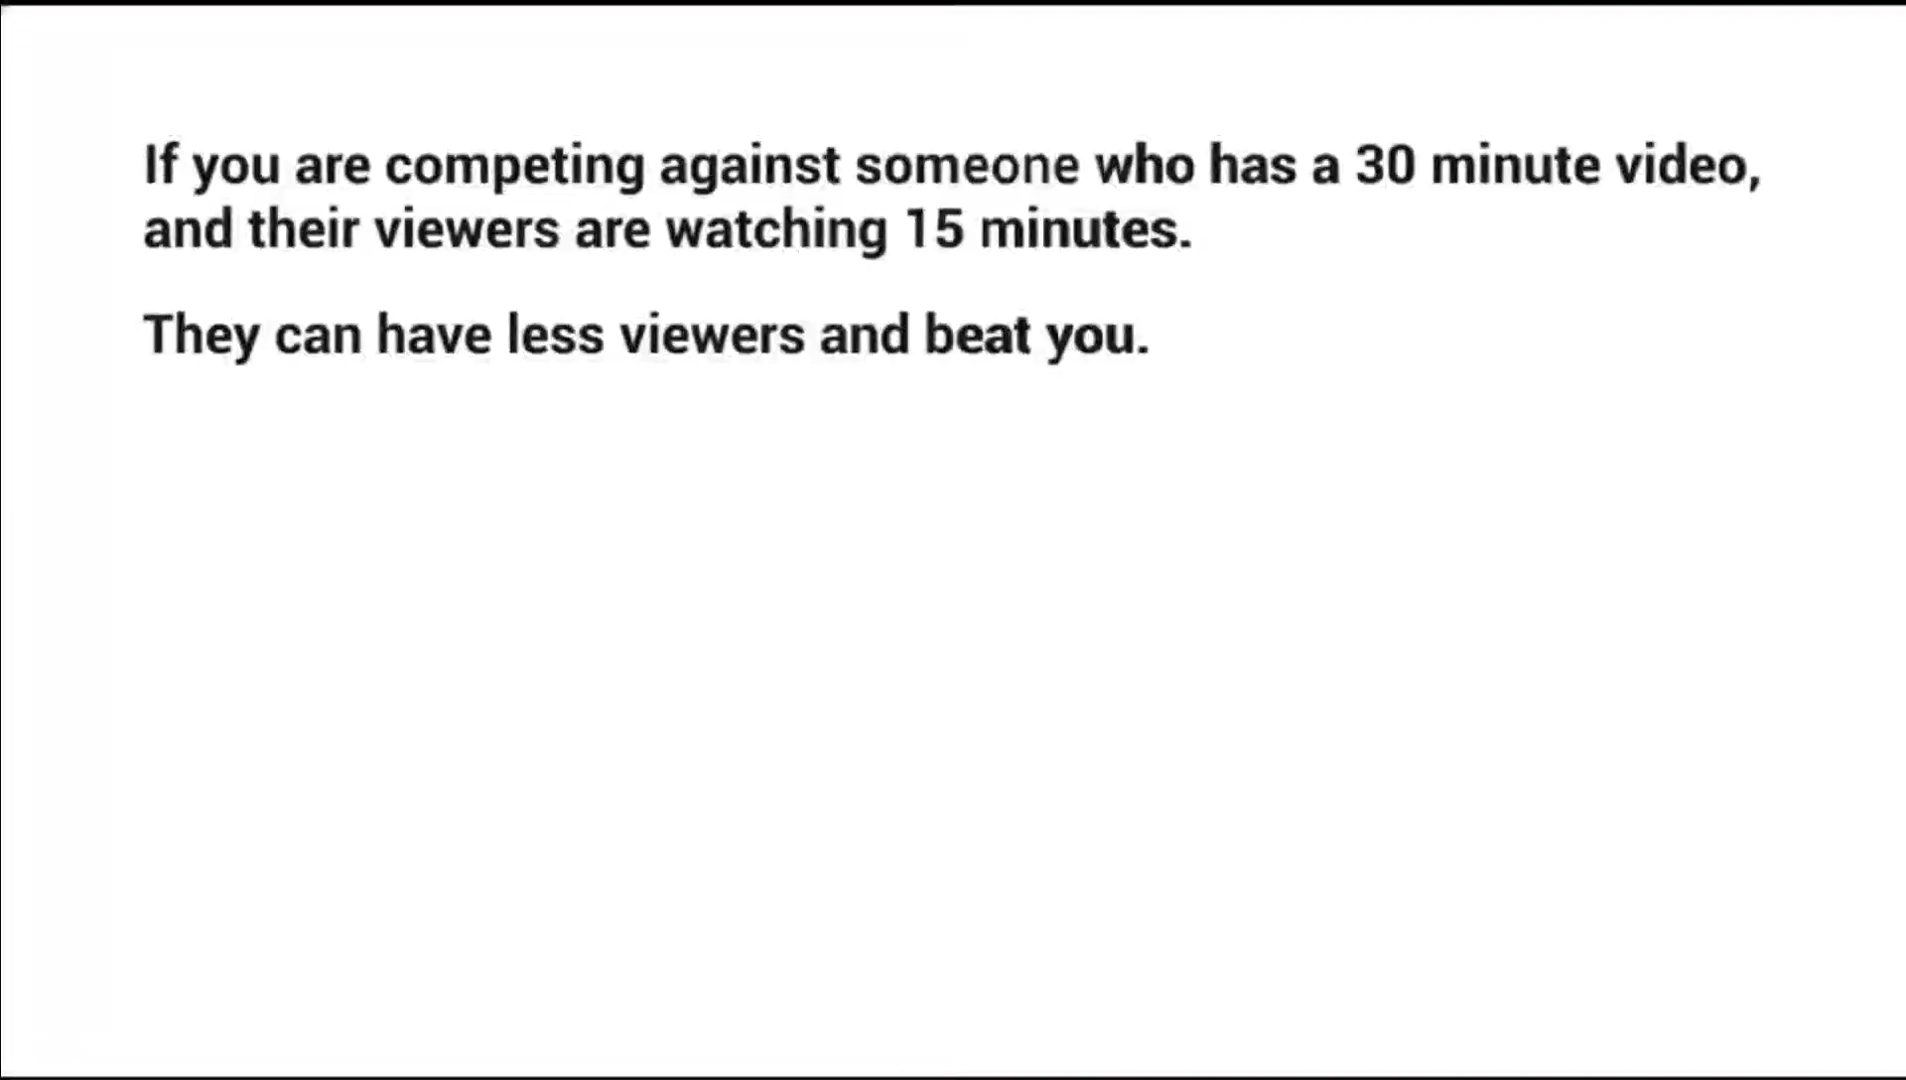 If you are competing against someone who has a 30 minute video,
and their viewers are watching 15 minutes.
They can have less viewers and beat you.